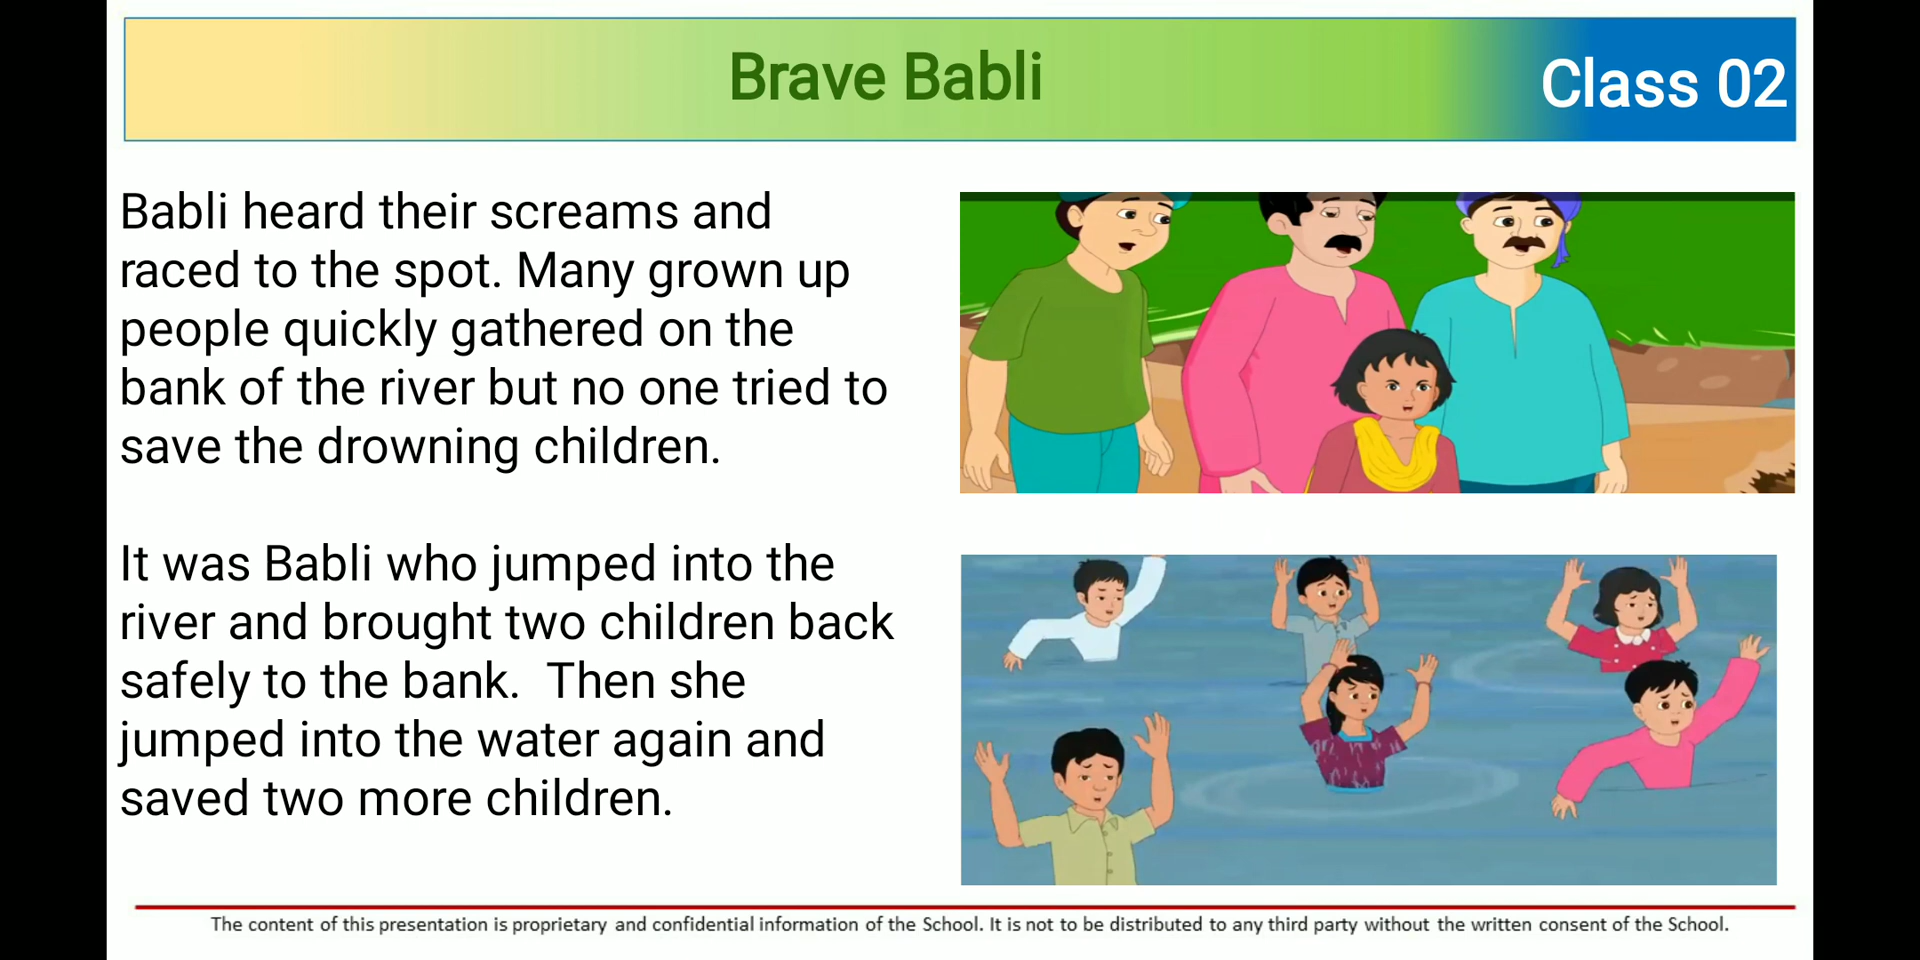 Brave Babli
Class 02
Babli heard their screams and
raced to the spot. Many grown up
people quickly gathered on the
bank of the river but no one tried to
save the drowning children.
It was Babli who jumped into the
river and brought two children back
safely to the bank.  Then she
jumped into the water again and
saved two more children.
The content of this presentation is proprietary and confidential information of the School. It is not to be distributed to any third party without the written consent of the School.